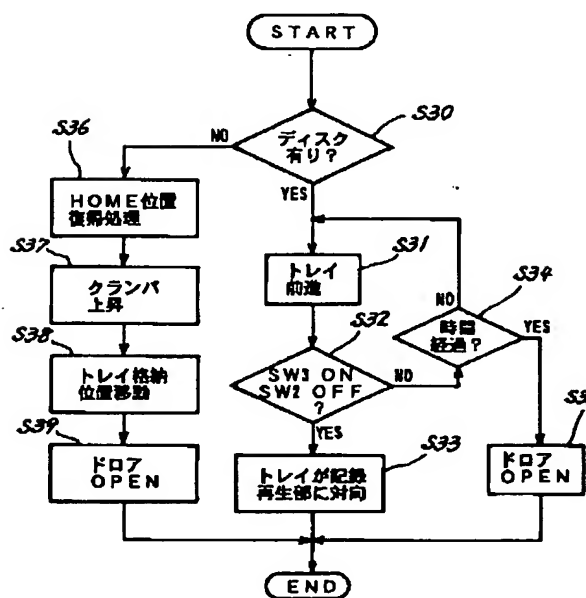 START
S30
ディスク
有り?
NO
YES
S36
HOME位置
復帰処理
S37
クランパ
上昇
S38
トレイ格納
位置移動
S39
ドロア
OPEN
S31
トレイ
前進
S32
SW3 ON
SW2 OFF
?
NO
YES
S33
トレイが記録
再生部に対向
S34
時間
経過?
NO
YES
ドロア
OPEN
END